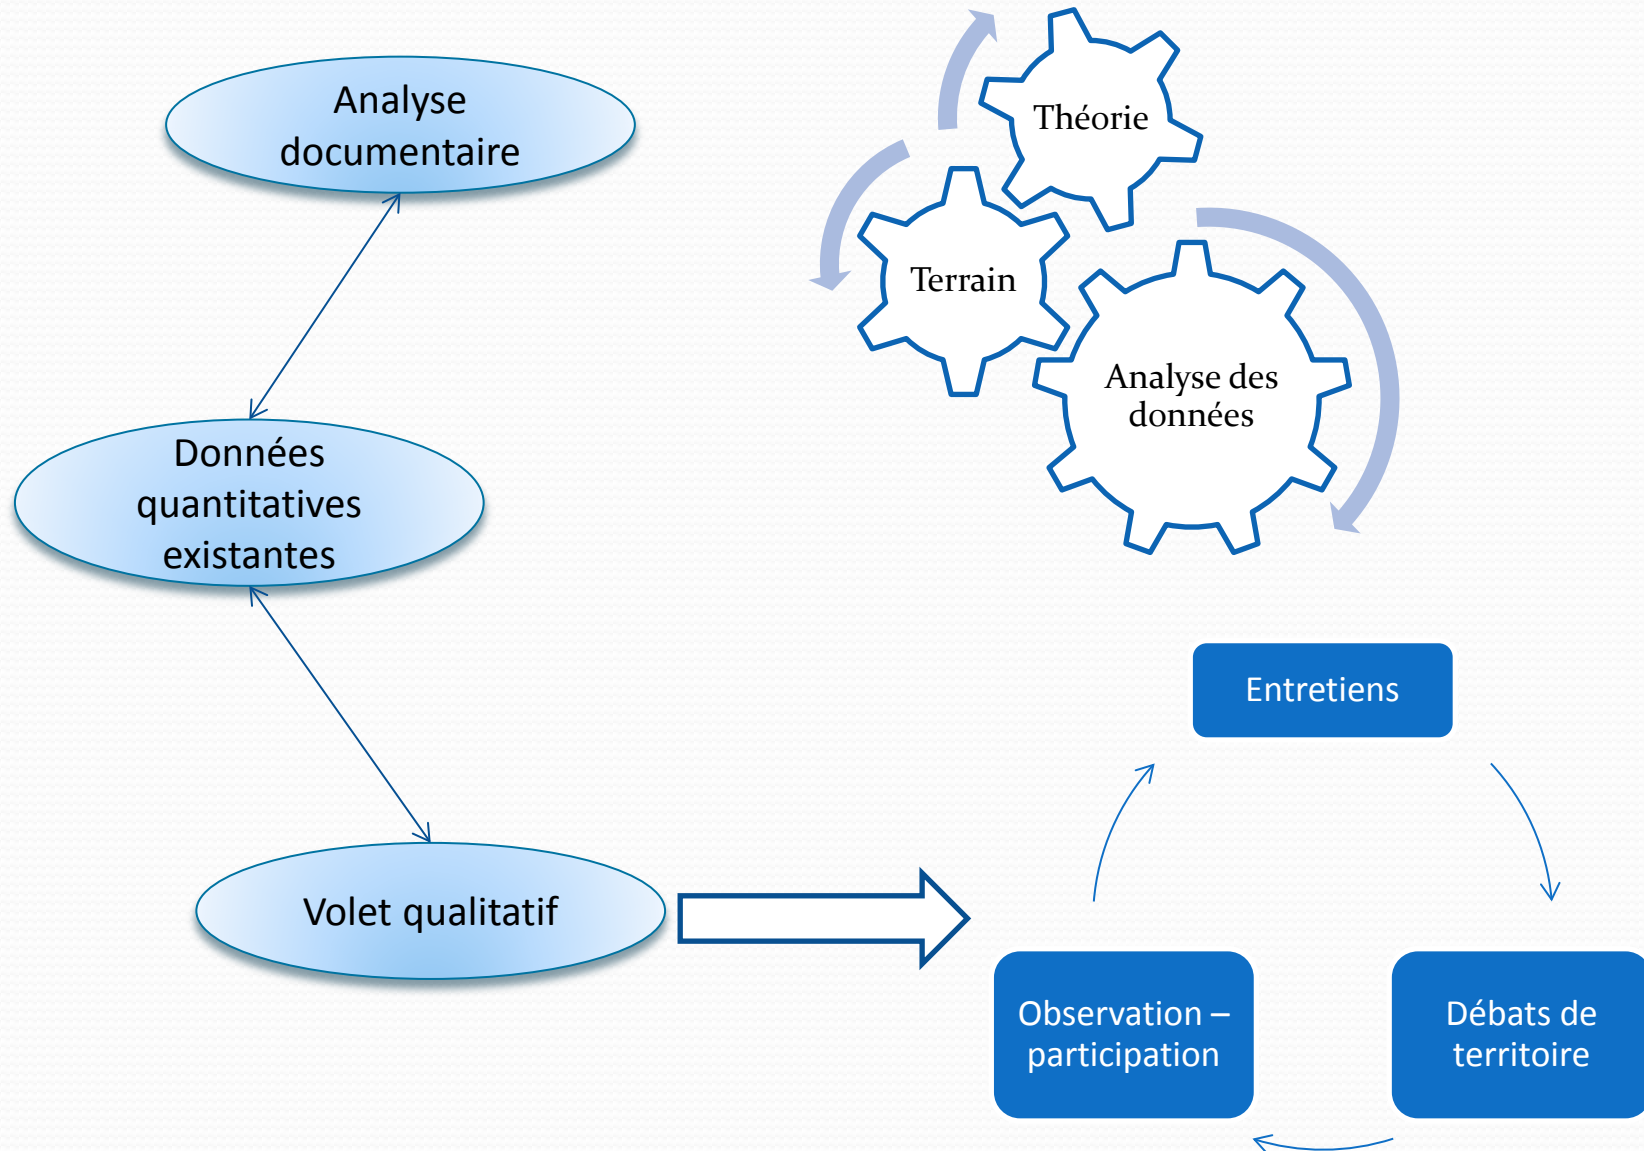 Analyse
documentaire
Théorie
Terrain
Analyse des
données
Données
quantitatives
existantes
Entretiens
Volet qualitatif
Observation –
participation
Débats de
territoire